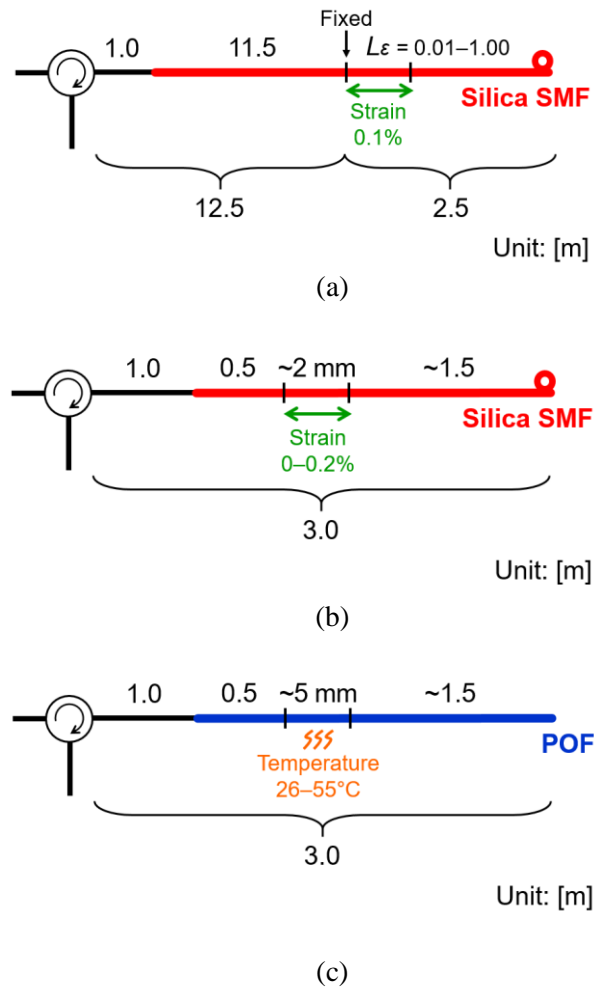 Fixed
1.0
11.5
Lε = 0.01–1.00
Silica SMF
Strain
0.1%
12.5
2.5
Unit: [m]
(a)
1.0
0.5
~2 mm
~1.5
Silica SMF
Strain
0–0.2%
3.0
Unit: [m]
(b)
1.0
0.5
~5 mm
~1.5
POF
Temperature
26–55°C
3.0
Unit: [m]
(c)